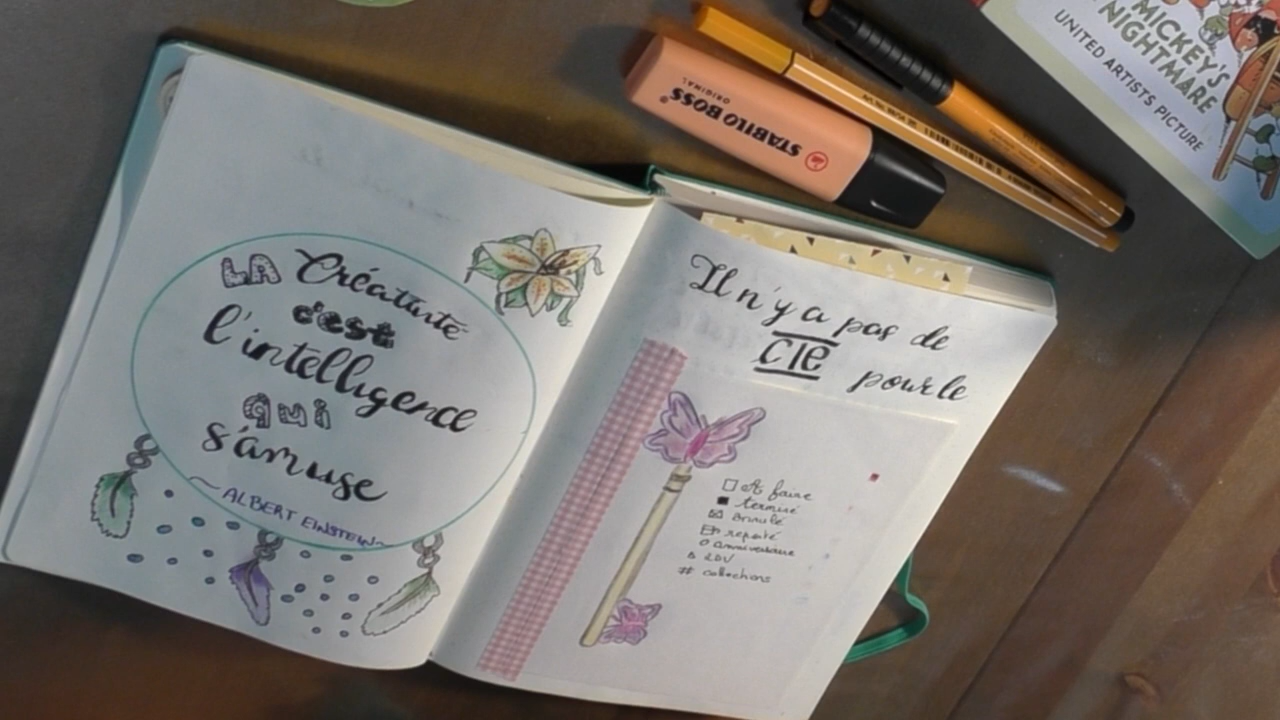 LA Créativité
c'est
l'intelligence
qui
s'amuse
~ALBERT EINSTEIN~
Il n'y a pas de
CLE pour le
A faire
terminé
annulé
reporté
anniversaire
RDV
# collections
STABILO BOSS®
ORIGINAL
MICKEY'S
NIGHTMARE
UNITED ARTISTS PICTURE